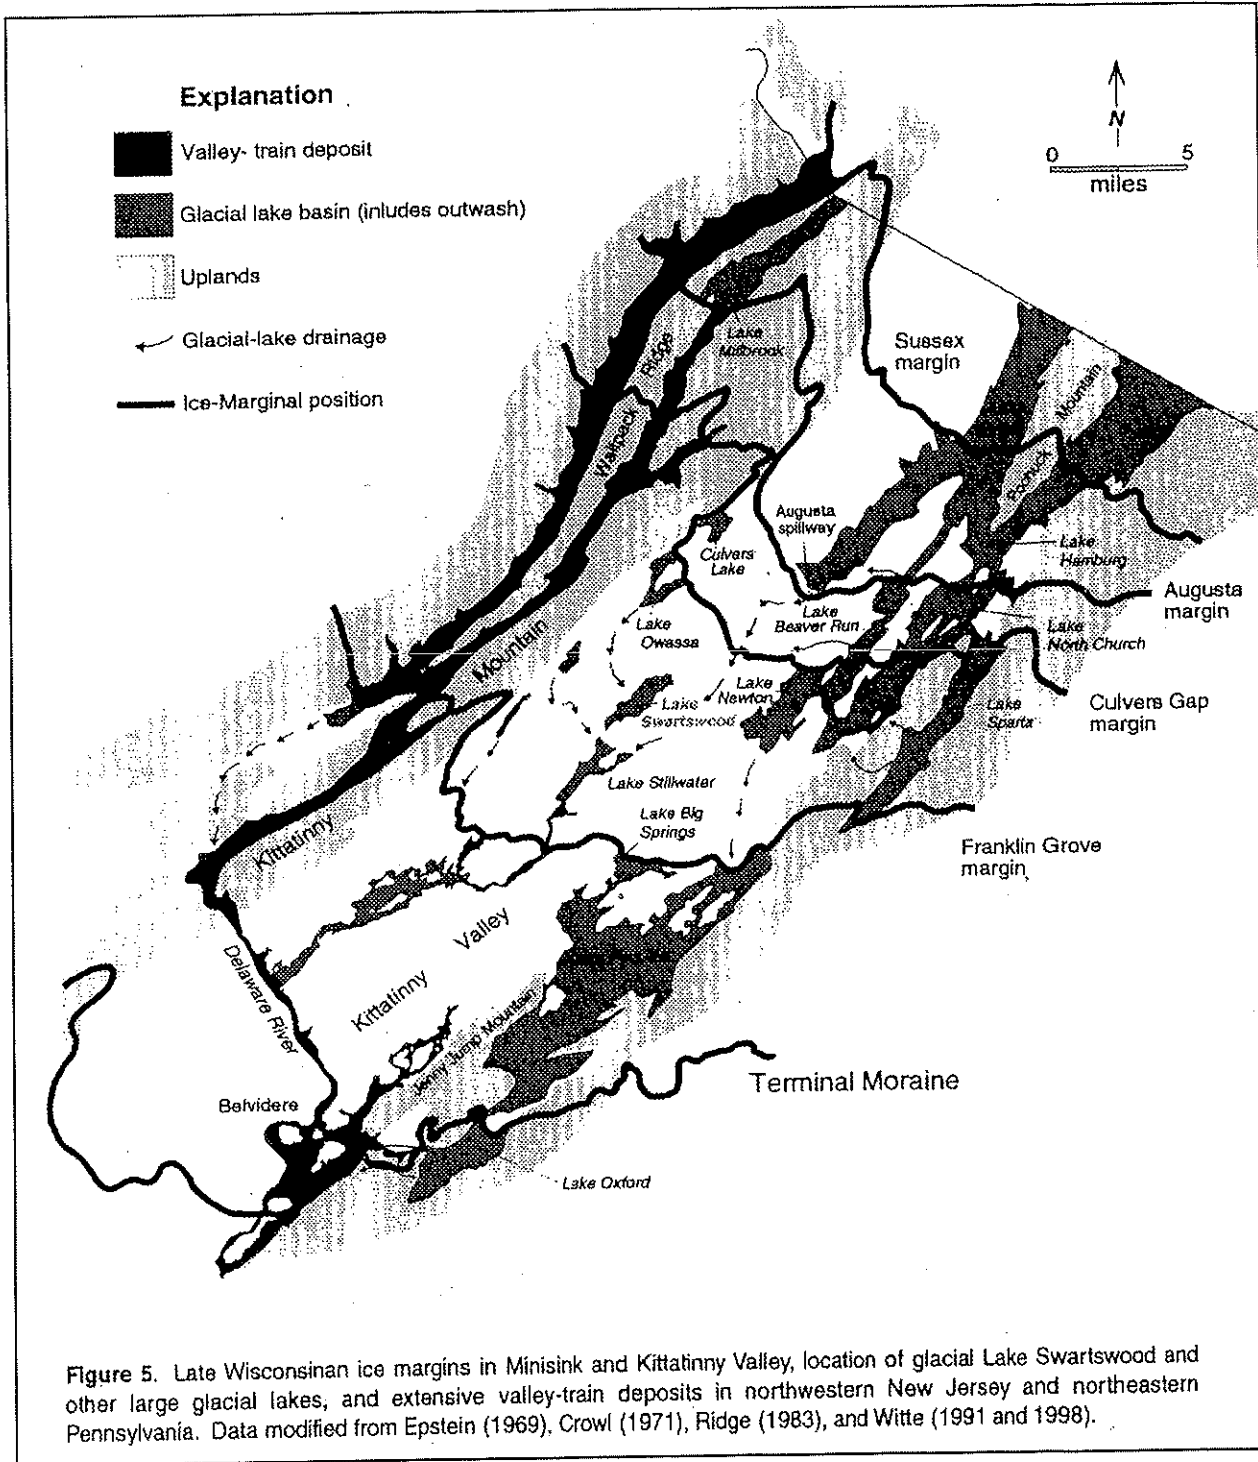 Explanation
Valley- train deposit
Glacial lake basin (inludes outwash)
Uplands
Glacial-lake drainage
Ice-Marginal position
N
0 5
miles
Sussex
margin
Lake
Millbrook
Ridge
Wallpack
Mountain
Pochuck
Augusta
spillway
Culvers
Lake
Lake
Hamburg
Augusta
margin
Lake
Beaver Run
Lake
Owassa
Lake
North Church
Mountain
Lake
Newton
Lake
Swartswood
Lake
Sparta
Culvers Gap
margin
Lake Stillwater
Lake Big
Springs
Kittatinny
Franklin Grove
margin
Valley
Kittatinny
Delaware River
Jenny Jump Mountain
Terminal Moraine
Belvidere
Lake Oxford
Figure 5. Late Wisconsinan ice margins in Minisink and Kittatinny Valley, location of glacial Lake Swartswood and
other large glacial lakes, and extensive valley-train deposits in northwestern New Jersey and northeastern
Pennsylvania. Data modified from Epstein (1969), Crowl (1971), Ridge (1983), and Witte (1991 and 1998).